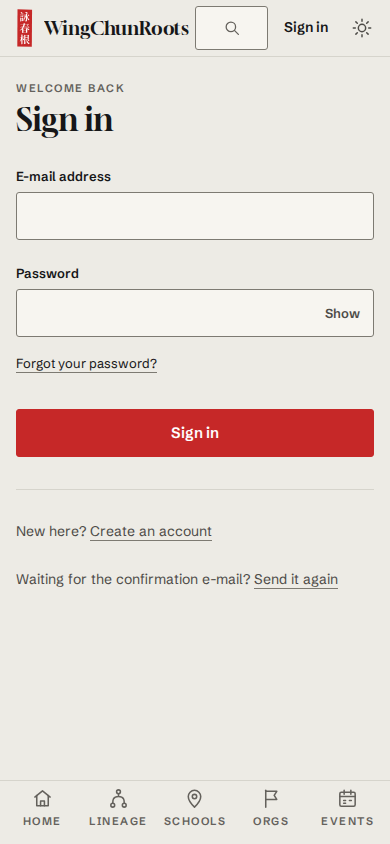 詠春根
WingChunRoots
Sign in
WELCOME BACK
Sign in
E-mail address
Password
Show
Forgot your password?
Sign in
New here? Create an account
Waiting for the confirmation e-mail? Send it again
HOME LINEAGE SCHOOLS ORGS EVENTS